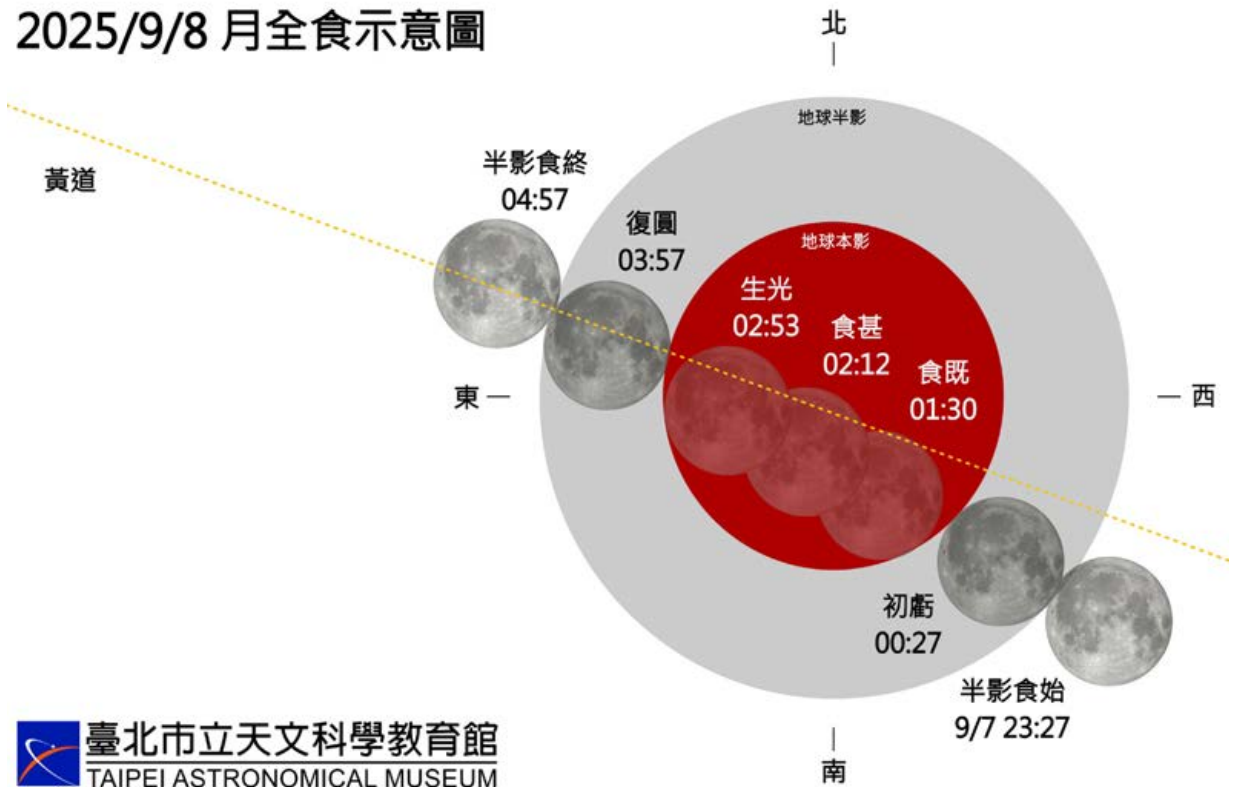 2025/9/8 月全食示意圖
北
地球半影
黃道
半影食終
04:57
復圓
03:57
地球本影
生光
02:53
食甚
02:12
食既
01:30
東
西
初虧
00:27
半影食始
9/7 23:27
南
臺北市立天文科學教育館
TAIPEI ASTRONOMICAL MUSEUM